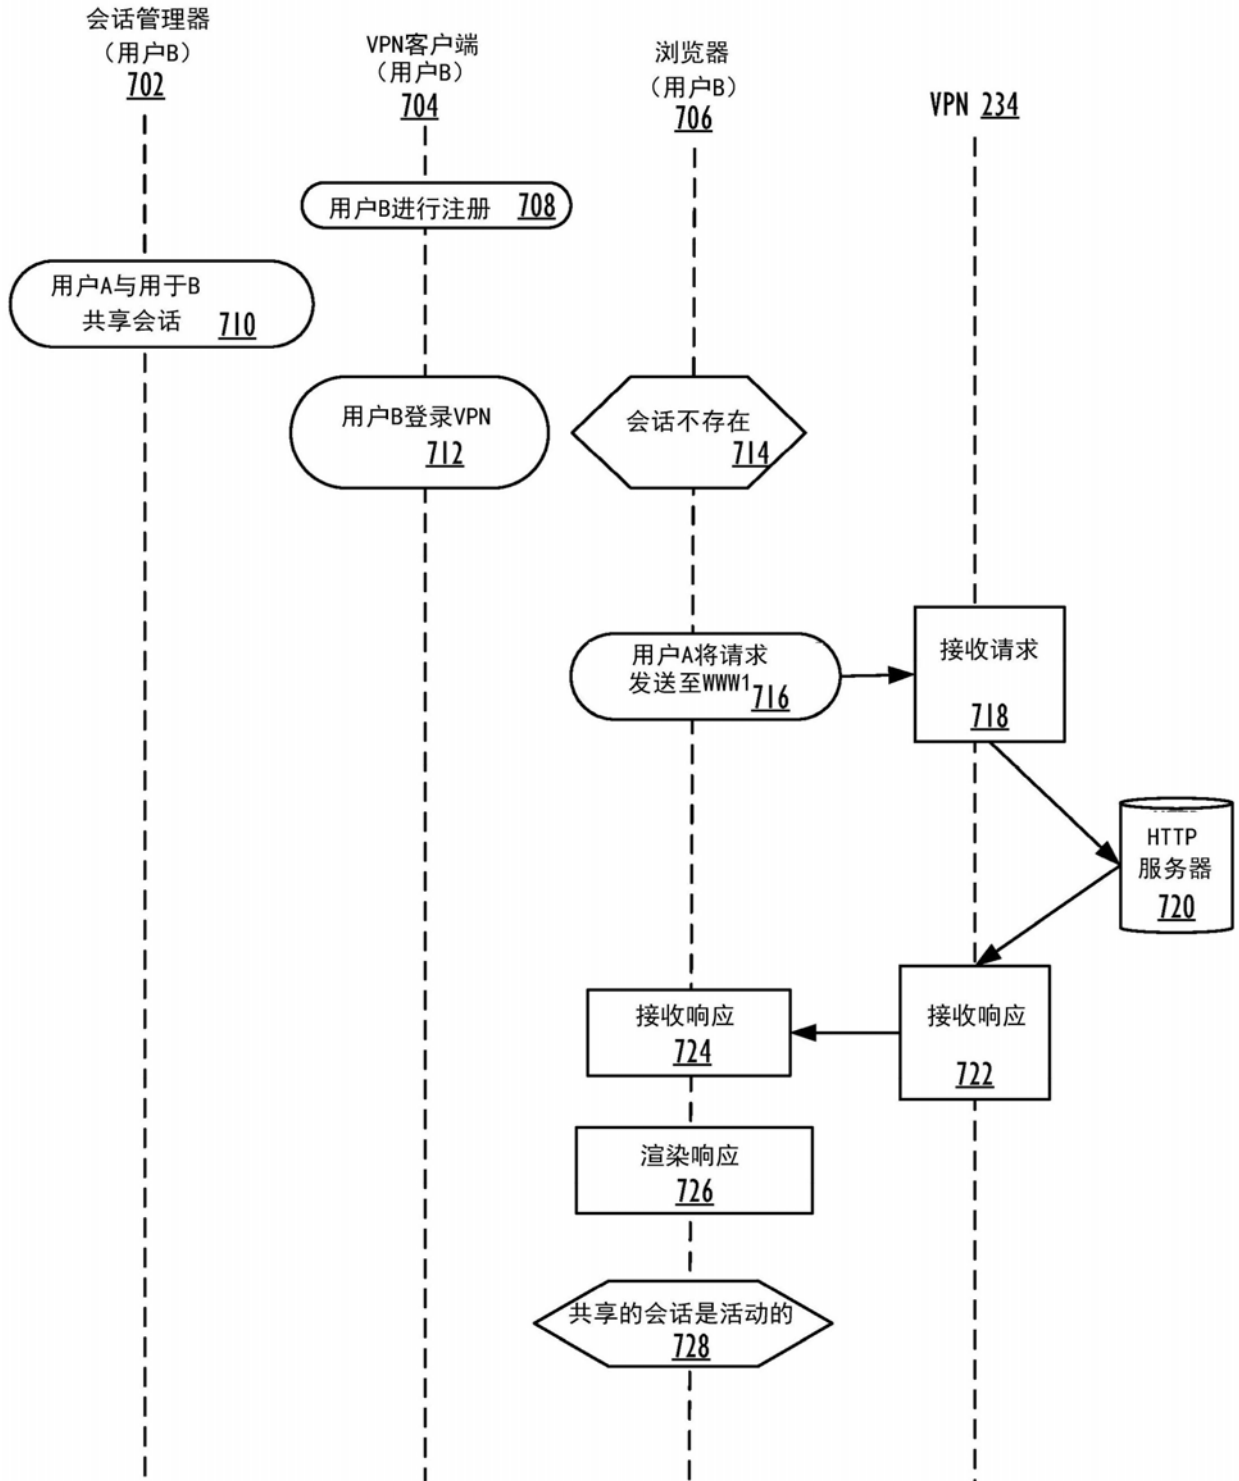 会话管理器
（用户B）
702
VPN客户端
（用户B）
704
浏览器
（用户B）
706
VPN 234
用户B进行注册 708
用户A与用于B
共享会话 710
用户B登录VPN
712
会话不存在
714
用户A将请求
发送至WWW1 716
接收请求
718
HTTP
服务器
720
接收响应
724
接收响应
722
渲染响应
726
共享的会话是活动的
728